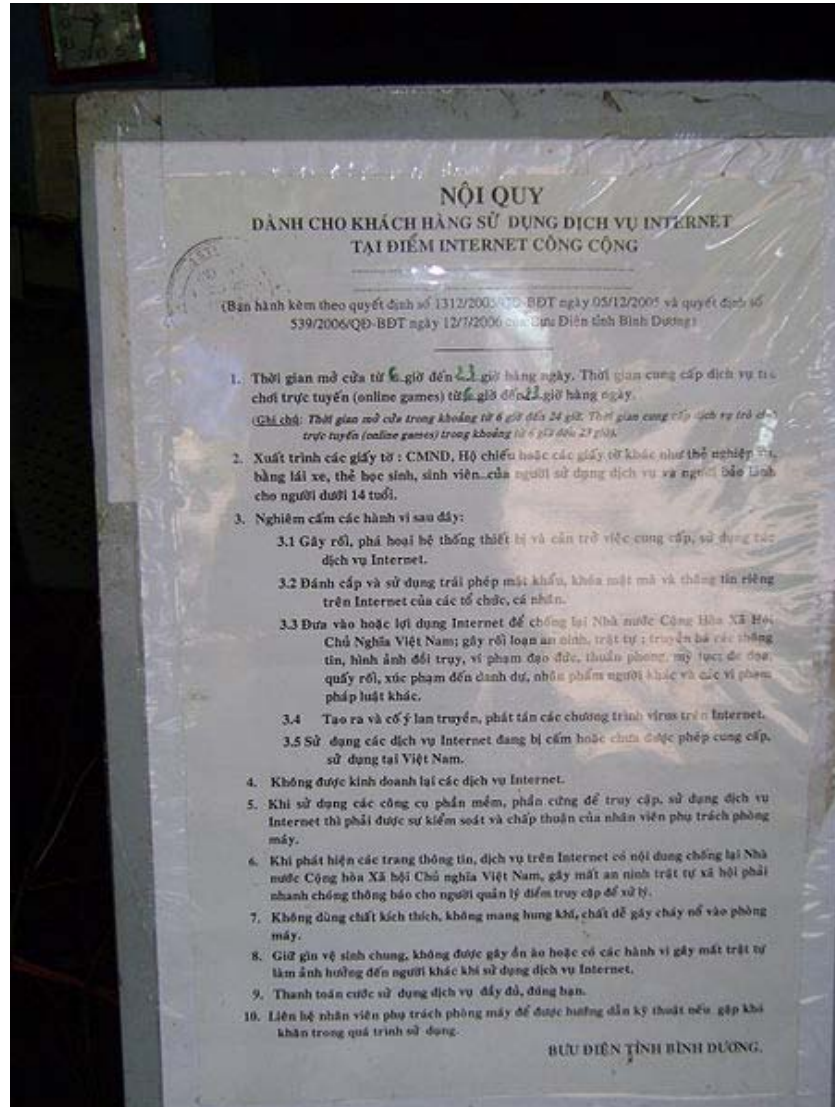 NỘI QUY
DÀNH CHO KHÁCH HÀNG SỬ DỤNG DỊCH VỤ INTERNET
TẠI ĐIỂM INTERNET CÔNG CỘNG
(Ban hành kèm theo quyết định số 1312/2005/QĐ-BĐT ngày 05/12/2005 và quyết định số
539/2006/QĐ-BĐT ngày 12/7/2006 của Bưu Điện tỉnh Bình Dương)
1. Thời gian mở cửa từ 6 giờ đến 23 giờ hàng ngày. Thời gian cung cấp dịch vụ trò
chơi trực tuyến (online games) từ 6 giờ đến 23 giờ hàng ngày.
(Ghi chú: Thời gian mở cửa trong khoảng từ 6 giờ đến 24 giờ. Thời gian cung cấp dịch vụ trò chơi
trực tuyến (online games) trong khoảng từ 6 giờ đến 23 giờ).
2. Xuất trình các giấy tờ : CMND, Hộ chiếu hoặc các giấy tờ khác như thẻ nghiệp vụ,
bằng lái xe, thẻ học sinh, sinh viên...của người sử dụng dịch vụ và người bảo lãnh
cho người dưới 14 tuổi.
3. Nghiêm cấm các hành vi sau đây:
3.1 Gây rối, phá hoại hệ thống thiết bị và cản trở việc cung cấp, sử dụng các
dịch vụ Internet.
3.2 Đánh cắp và sử dụng trái phép mật khẩu, khóa mật mã và thông tin riêng
trên Internet của các tổ chức, cá nhân.
3.3 Đưa vào hoặc lợi dụng Internet để chống lại Nhà nước Cộng Hòa Xã Hội
Chủ Nghĩa Việt Nam; gây rối loạn an ninh, trật tự ; truyền bá các thông
tin, hình ảnh đồi trụy, vi phạm đạo đức, thuần phong, mỹ tục; đe dọa,
quấy rối, xúc phạm đến danh dự, nhân phẩm người khác và các vi phạm
pháp luật khác.
3.4 Tạo ra và cố ý lan truyền, phát tán các chương trình virus trên Internet.
3.5 Sử dụng các dịch vụ Internet đang bị cấm hoặc chưa được phép cung cấp,
sử dụng tại Việt Nam.
4. Không được kinh doanh lại các dịch vụ Internet.
5. Khi sử dụng các công cụ phần mềm, phần cứng để truy cập, sử dụng dịch vụ
Internet thì phải được sự kiểm soát và chấp thuận của nhân viên phụ trách phòng
máy.
6. Khi phát hiện các trang thông tin, dịch vụ trên Internet có nội dung chống lại Nhà
nước Cộng hòa Xã hội Chủ nghĩa Việt Nam, gây mất an ninh trật tự xã hội phải
nhanh chóng thông báo cho người quản lý điểm truy cập để xử lý.
7. Không dùng chất kích thích, không mang hung khí, chất dễ gây cháy nổ vào phòng
máy.
8. Giữ gìn vệ sinh chung, không được gây ồn ào hoặc có các hành vi gây mất trật tự
làm ảnh hưởng đến người khác khi sử dụng dịch vụ Internet.
9. Thanh toán cước sử dụng dịch vụ đầy đủ, đúng hạn.
10. Liên hệ nhân viên phụ trách phòng máy để được hướng dẫn kỹ thuật nếu gặp khó
khăn trong quá trình sử dụng.
BƯU ĐIỆN TỈNH BÌNH DƯƠNG.